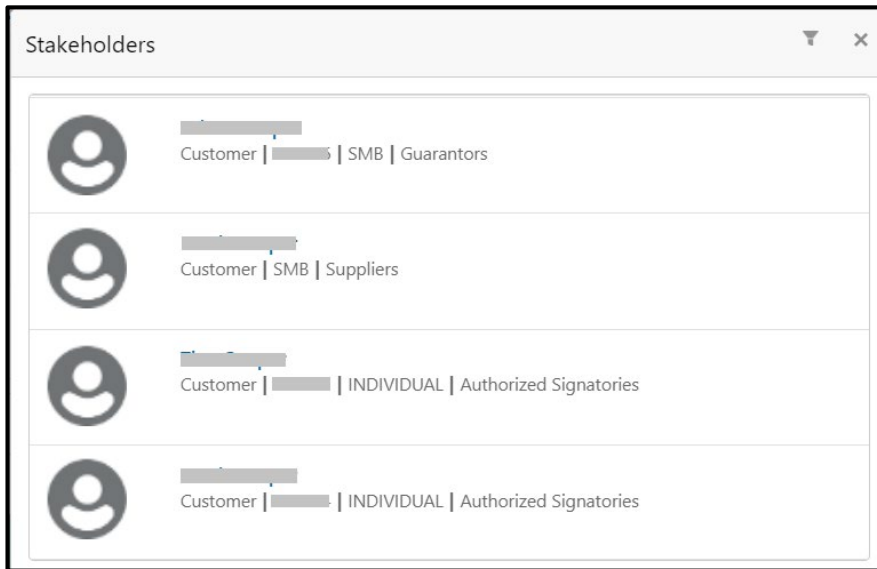 Stakeholders
Customer | | SMB | Guarantors
Customer | SMB | Suppliers
Customer | | INDIVIDUAL | Authorized Signatories
Customer | | INDIVIDUAL | Authorized Signatories